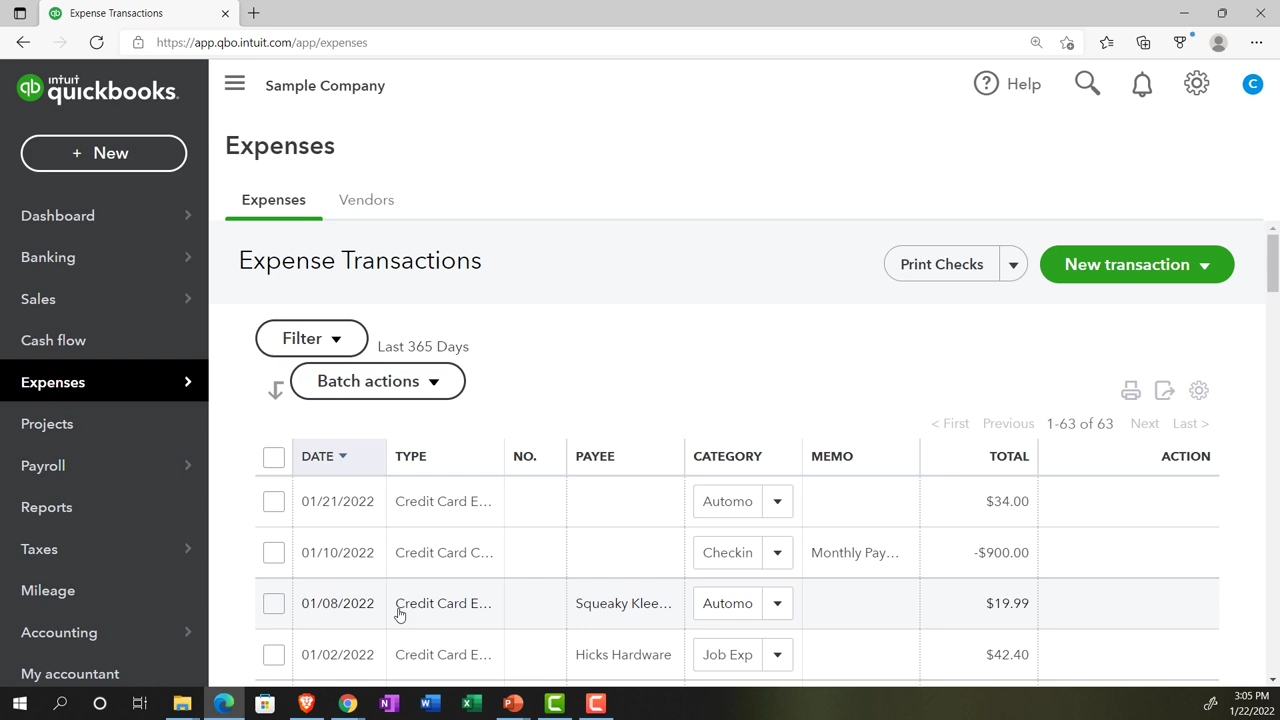 Expense Transactions
https://app.qbo.intuit.com/app/expenses
intuit
quickbooks.
Sample Company
Help
C
+ New
Expenses
Dashboard
Expenses
Vendors
Banking
Expense Transactions
Print Checks
New transaction
Sales
Cash flow
Filter
Last 365 Days
Expenses
Batch actions
Projects
< First Previous 1-63 of 63 Next Last >
Payroll
DATE TYPE NO. PAYEE CATEGORY MEMO TOTAL ACTION
Reports
01/21/2022 Credit Card E... Automo $34.00
Taxes
01/10/2022 Credit Card C... Checkin Monthly Pay... -$900.00
Mileage
01/08/2022 Credit Card E... Squeaky Klee... Automo $19.99
Accounting
01/02/2022 Credit Card E... Hicks Hardware Job Exp $42.40
My accountant
3:05 PM
1/22/2022